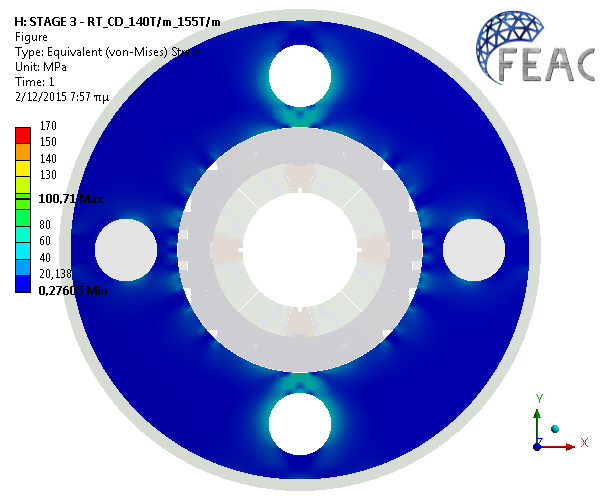 H: STAGE 3 - RT_CD_140T/m_155T/m
Figure
Type: Equivalent (von-Mises) Stress
Unit: MPa
Time: 1
2/12/2015 7:57 πμ
FEAC
170
150
140
130
100,71 Max
80
60
40
20,138
0,27605 Min
Y
Z
X